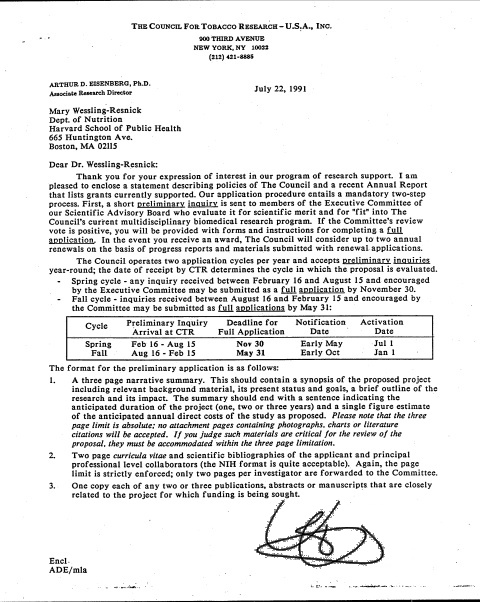 THE COUNCIL FOR TOBACCO RESEARCH – U.S.A., INC.
900 THIRD AVENUE
NEW YORK, NY 10022
(212) 421-8885
ARTHUR D. EISENBERG, Ph.D.
Associate Research Director
July 22, 1991
Mary Wessling-Resnick
Dept. of Nutrition
Harvard School of Public Health
665 Huntington Ave.
Boston, MA 02115
Dear Dr. Wessling-Resnick:
Thank you for your expression of interest in our program of research support. I am
pleased to enclose a statement describing policies of The Council and a recent Annual Report
that lists grants currently supported. Our application procedure entails a mandatory two-step
process. First, a short preliminary inquiry is sent to members of the Executive Committee of
our Scientific Advisory Board who evaluate it for scientific merit and for "fit" into The
Council's current multidisciplinary biomedical research program. If the Committee's review
vote is positive, you will be provided with forms and instructions for completing a full
application. In the event you receive an award, The Council will consider up to two annual
renewals on the basis of progress reports and materials submitted with renewal applications.
The Council operates two application cycles per year and accepts preliminary inquiries
year-round; the date of receipt by CTR determines the cycle in which the proposal is evaluated.
- Spring cycle - any inquiry received between February 16 and August 15 and encouraged
by the Executive Committee may be submitted as a full application by November 30.
- Fall cycle - inquiries received between August 16 and February 15 and encouraged by
the Committee may be submitted as full applications by May 31:
Cycle Preliminary Inquiry Deadline for Notification Activation
Arrival at CTR Full Application Date Date
Spring Feb 16 - Aug 15 Nov 30 Early May Jul 1
Fall Aug 16 - Feb 15 May 31 Early Oct Jan 1
The format for the preliminary application is as follows:
1. A three page narrative summary. This should contain a synopsis of the proposed project
including relevant background material, its present status and goals, a brief outline of the
research and its impact. The summary should end with a sentence indicating the
anticipated duration of the project (one, two or three years) and a single figure estimate
of the anticipated annual direct costs of the study as proposed. Please note that the three
page limit is absolute; no attachment pages containing photographs, charts or literature
citations will be accepted. If you judge such materials are critical for the review of the
proposal, they must be accommodated within the three page limitation.
2. Two page curricula vitae and scientific bibliographies of the applicant and principal
professional level collaborators (the NIH format is quite acceptable). Again, the page
limit is strictly enforced; only two pages per investigator are forwarded to the Committee.
3. One copy each of any two or three publications, abstracts or manuscripts that are closely
related to the project for which funding is being sought.
Encl
ADE/mla